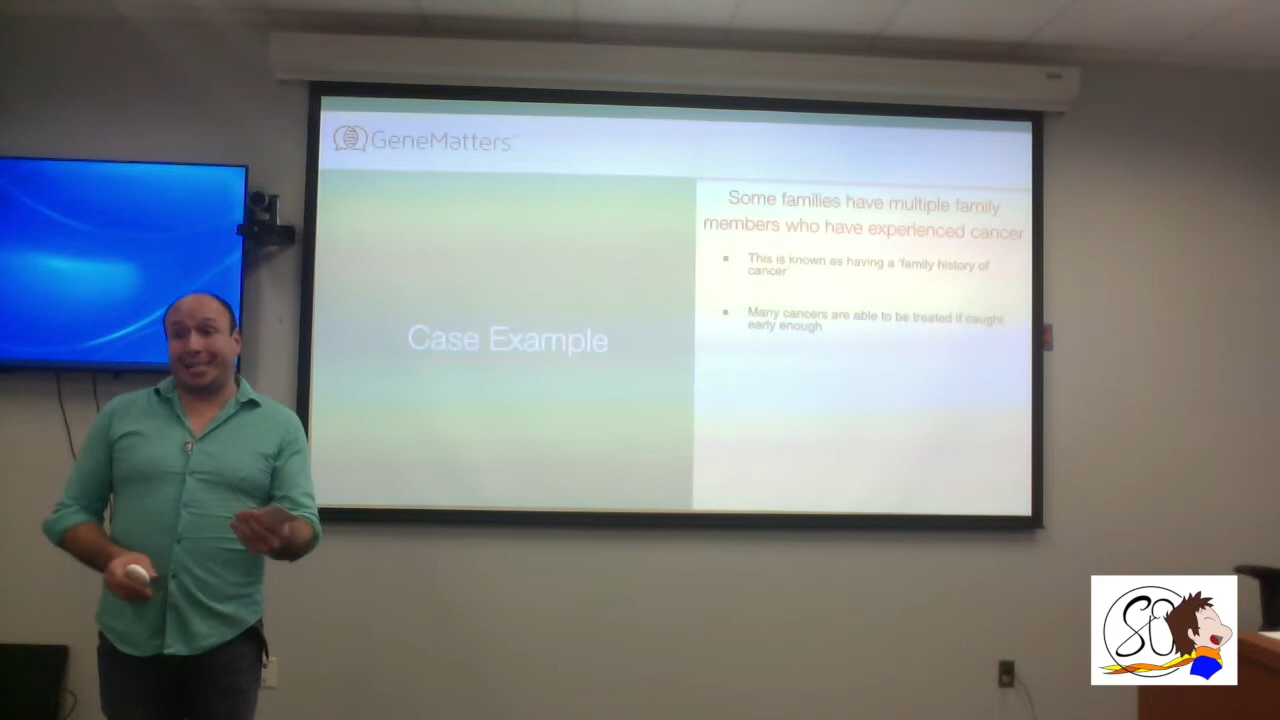 GeneMatters
Some families have multiple family
members who have experienced cancer
This is known as having a 'family history of
cancer'
Many cancers are able to be treated if caught
early enough
Case Example